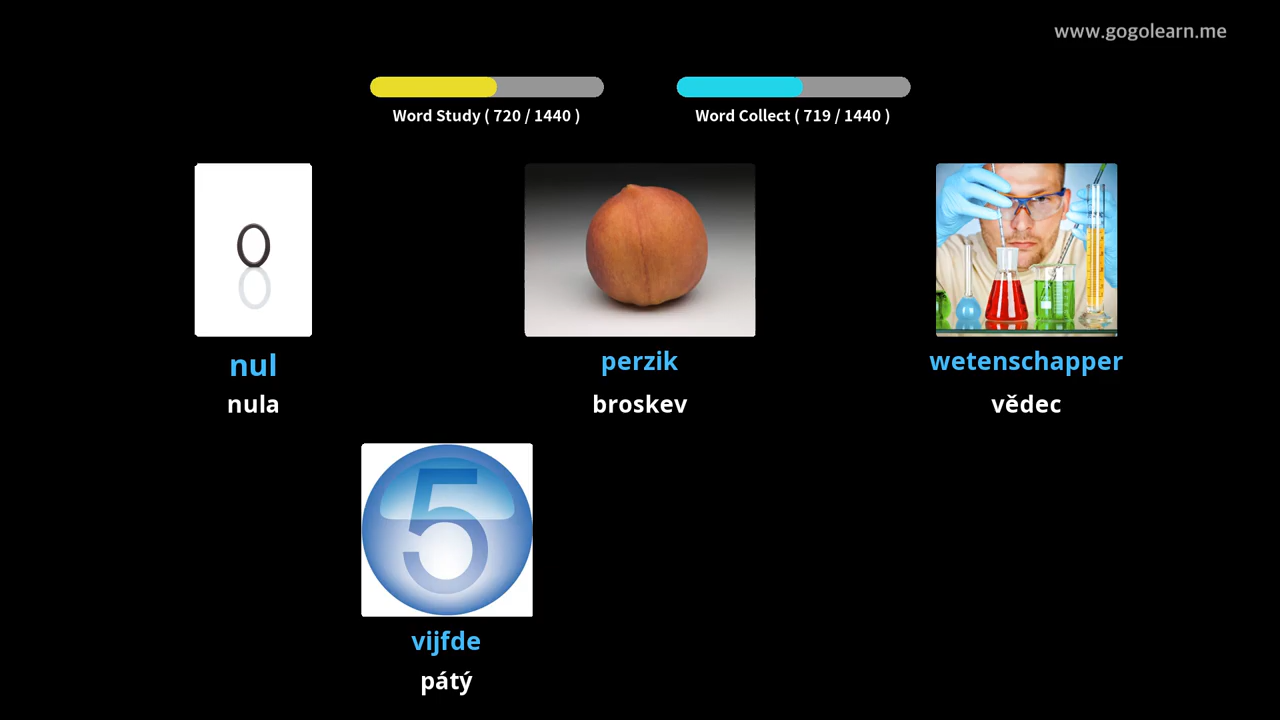 www.gogolearn.me
Word Study ( 720 / 1440 )
Word Collect ( 719 / 1440 )
0
nul
nula
perzik
broskev
wetenschapper
vědec
5
vijfde
pátý